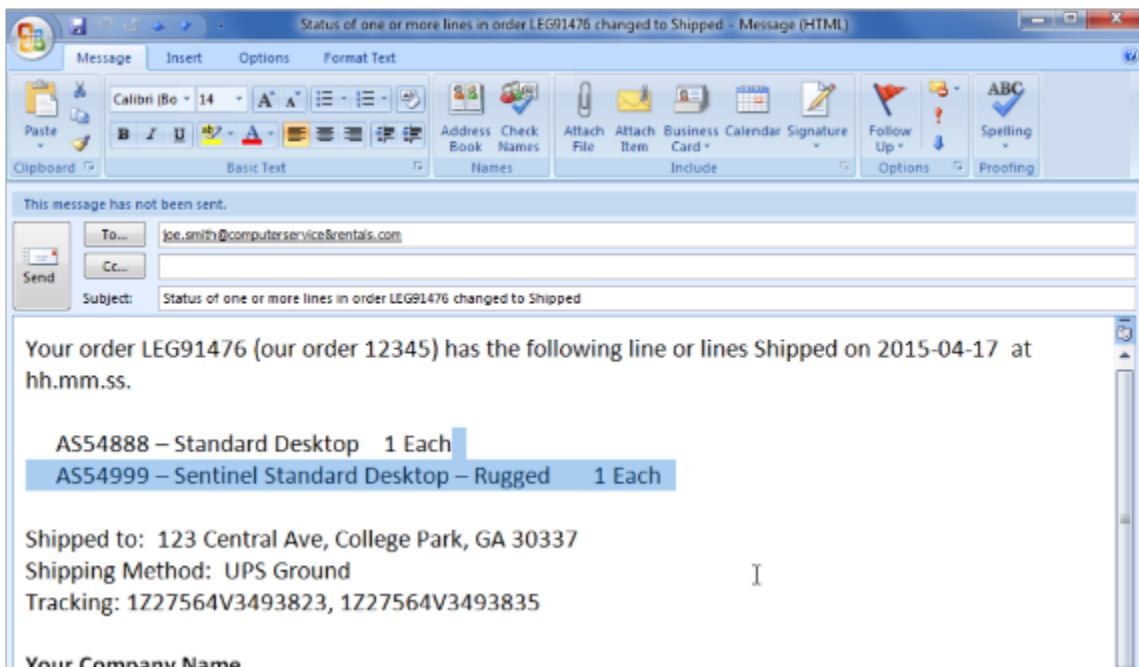 Status of one or more lines in order LEG91476 changed to Shipped - Message (HTML)
Message Insert Options Format Text
Calibri (Bo 14 A A
ABC
Paste
B I U ab A
Address Book Check Names Attach File Attach Item Business Card Calendar Signature Follow Up Spelling
Clipboard Basic Text Names Include Options Proofing
This message has not been sent.
To... joe.smith@computerservice&rentals.com
Cc...
Send
Subject: Status of one or more lines in order LEG91476 changed to Shipped
Your order LEG91476 (our order 12345) has the following line or lines Shipped on 2015-04-17 at
hh.mm.ss.
AS54888 – Standard Desktop 1 Each
AS54999 – Sentinel Standard Desktop – Rugged 1 Each
Shipped to: 123 Central Ave, College Park, GA 30337
Shipping Method: UPS Ground
Tracking: 1Z27564V3493823, 1Z27564V3493835
Your Company Name